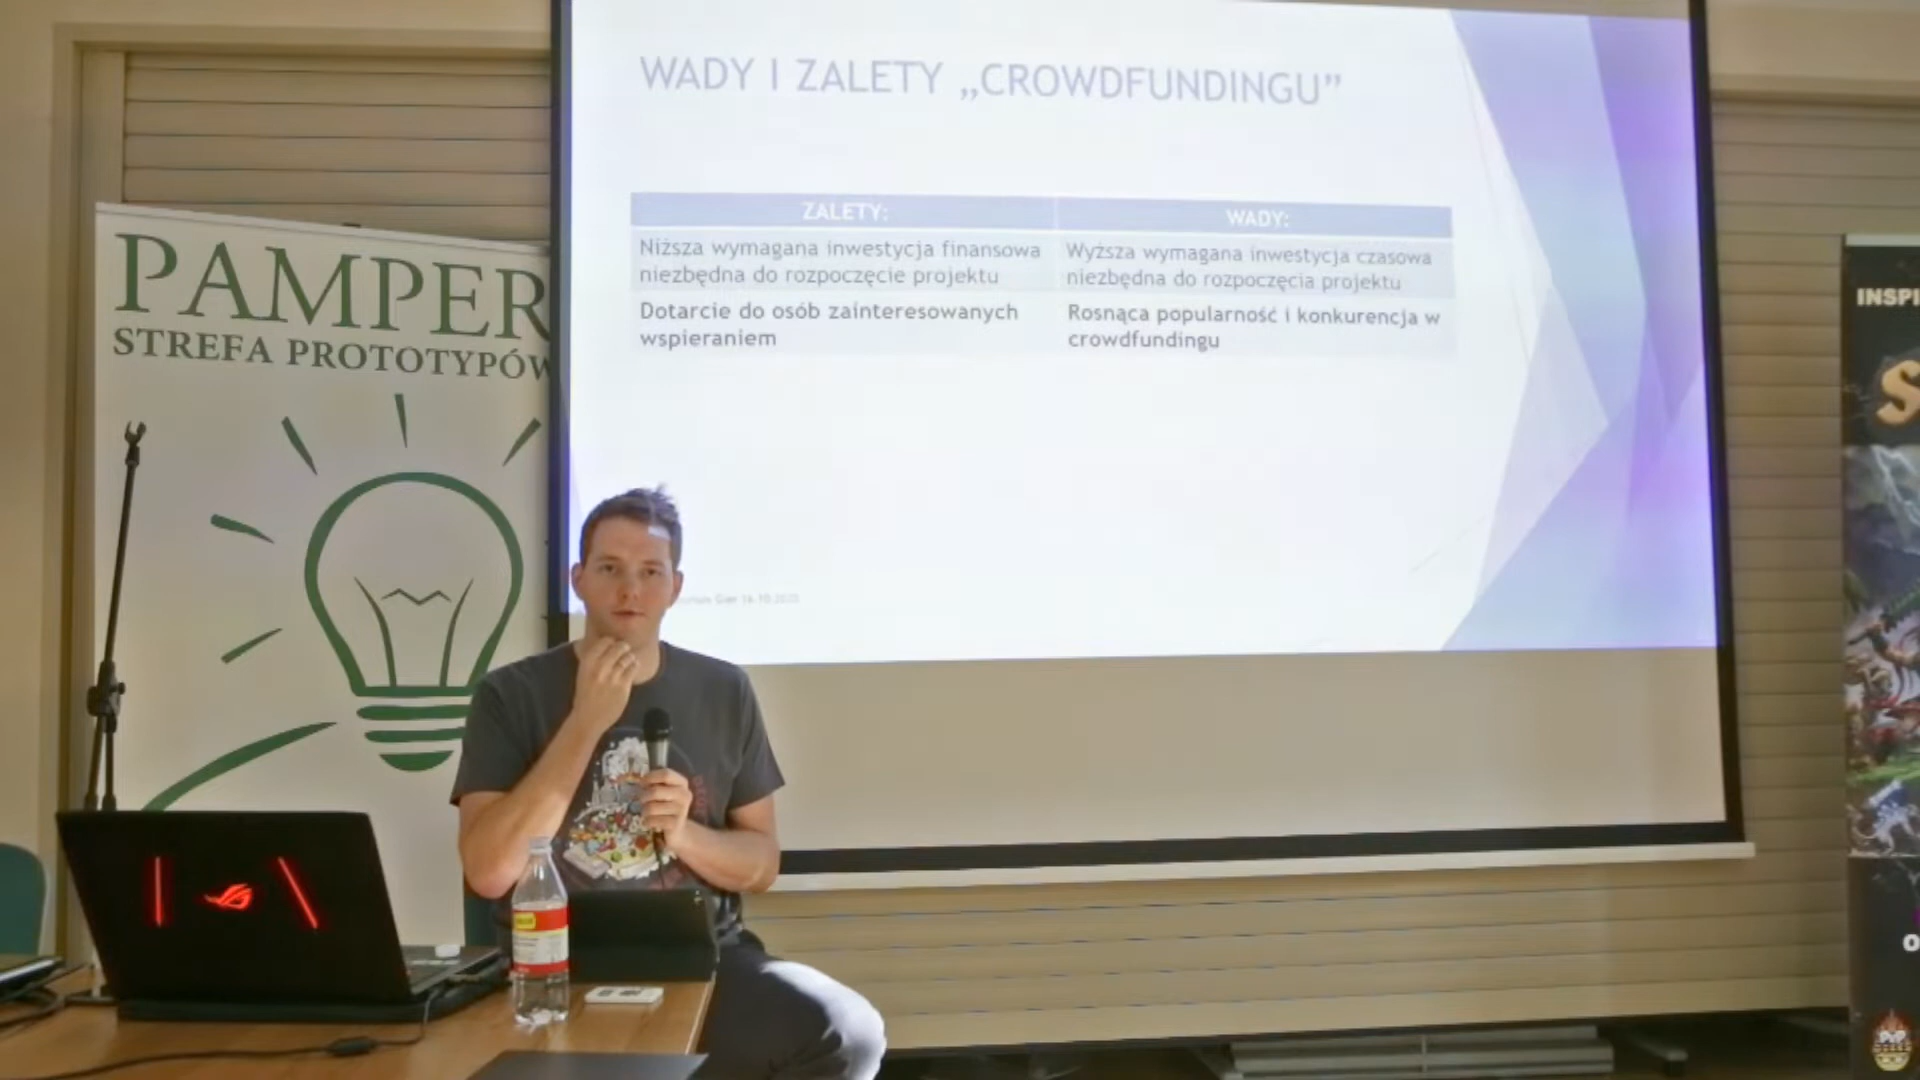 WADY I ZALETY „CROWDFUNDINGU”
ZALETY:
WADY:
Niższa wymagana inwestycja finansowa
niezbędna do rozpoczęcie projektu
Wyższa wymagana inwestycja czasowa
niezbędna do rozpoczęcia projektu
Dotarcie do osób zainteresowanych
wspieraniem
Rosnąca popularność i konkurencja w
crowdfundingu
PAMPER
STREFA PROTOTYPÓW
INSPI
S
O